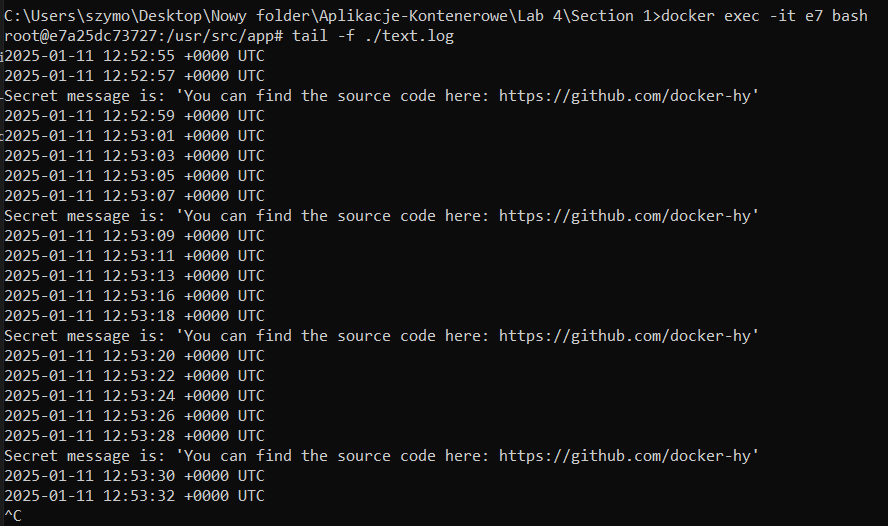 C:\Users\szymo\Desktop\Nowy folder\Aplikacje-Kontenerowe\Lab 4\Section 1>docker exec -it e7 bash
root@e7a25dc73727:/usr/src/app# tail -f ./text.log
2025-01-11 12:52:55 +0000 UTC
2025-01-11 12:52:57 +0000 UTC
Secret message is: 'You can find the source code here: https://github.com/docker-hy'
2025-01-11 12:52:59 +0000 UTC
2025-01-11 12:53:01 +0000 UTC
2025-01-11 12:53:03 +0000 UTC
2025-01-11 12:53:05 +0000 UTC
2025-01-11 12:53:07 +0000 UTC
Secret message is: 'You can find the source code here: https://github.com/docker-hy'
2025-01-11 12:53:09 +0000 UTC
2025-01-11 12:53:11 +0000 UTC
2025-01-11 12:53:13 +0000 UTC
2025-01-11 12:53:16 +0000 UTC
2025-01-11 12:53:18 +0000 UTC
Secret message is: 'You can find the source code here: https://github.com/docker-hy'
2025-01-11 12:53:20 +0000 UTC
2025-01-11 12:53:22 +0000 UTC
2025-01-11 12:53:24 +0000 UTC
2025-01-11 12:53:26 +0000 UTC
2025-01-11 12:53:28 +0000 UTC
Secret message is: 'You can find the source code here: https://github.com/docker-hy'
2025-01-11 12:53:30 +0000 UTC
2025-01-11 12:53:32 +0000 UTC
^C